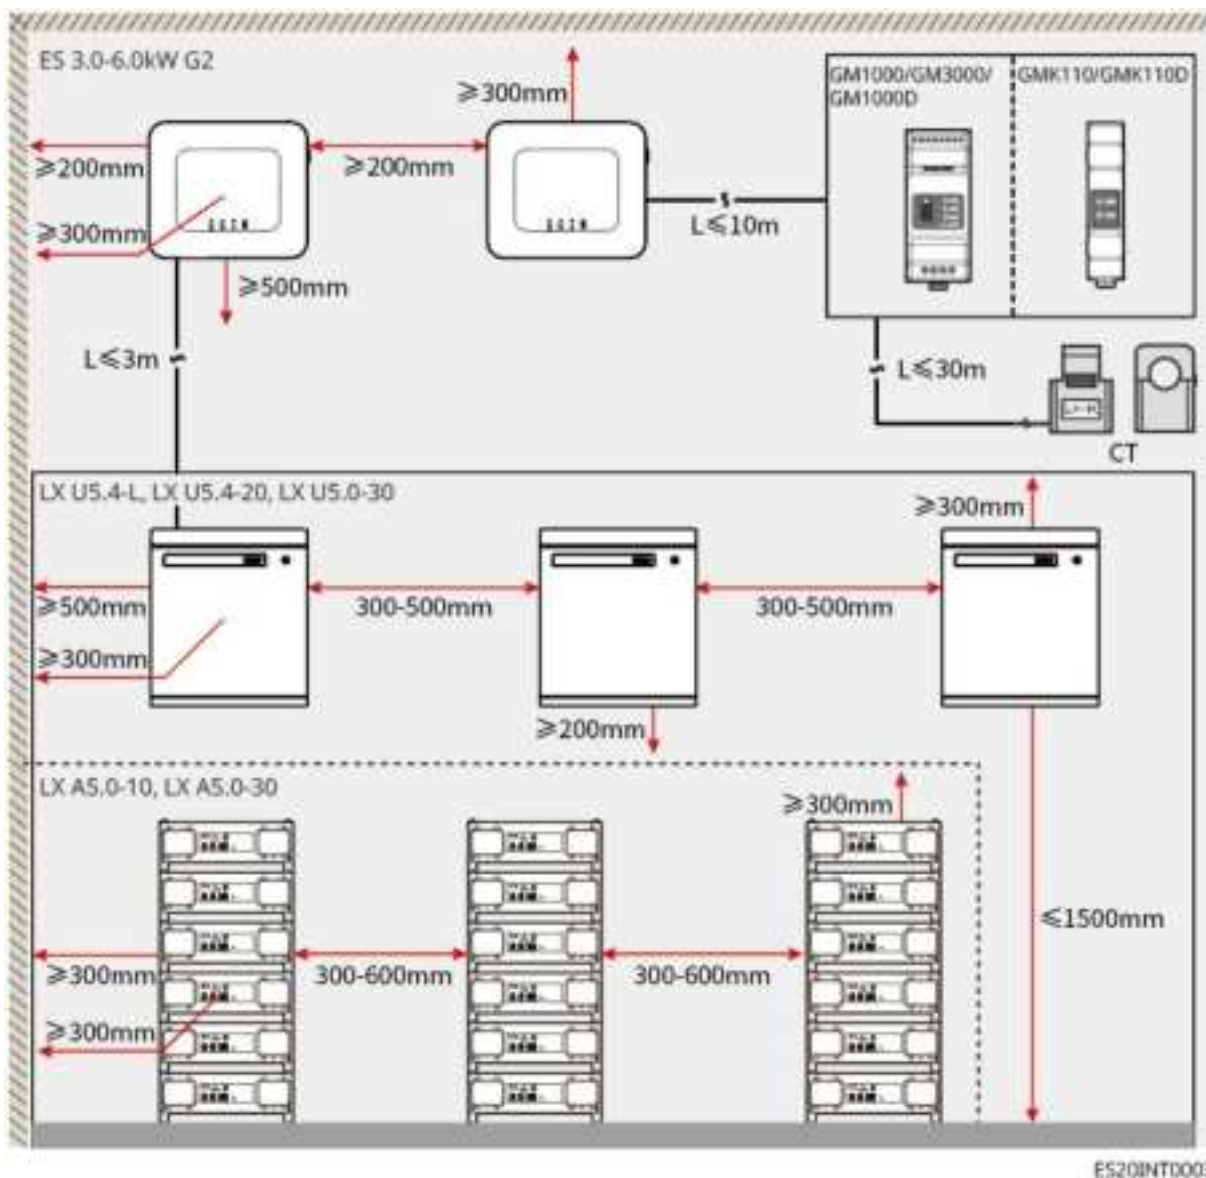 ES 3.0-6.0kW G2
⩾300mm
GM1000/GM3000/
GM1000D
GMK110/GMK110D
⩾200mm
⩾200mm
⩾300mm
L⩽10m
⩾500mm
L⩽3m
L⩽30m
CT
LX U5.4-L, LX U5.4-20, LX U5.0-30
⩾300mm
⩾500mm
300-500mm
300-500mm
⩾300mm
⩾200mm
LX A5.0-10, LX A5.0-30
⩾300mm
⩽1500mm
⩾300mm
300-600mm
300-600mm
⩾300mm